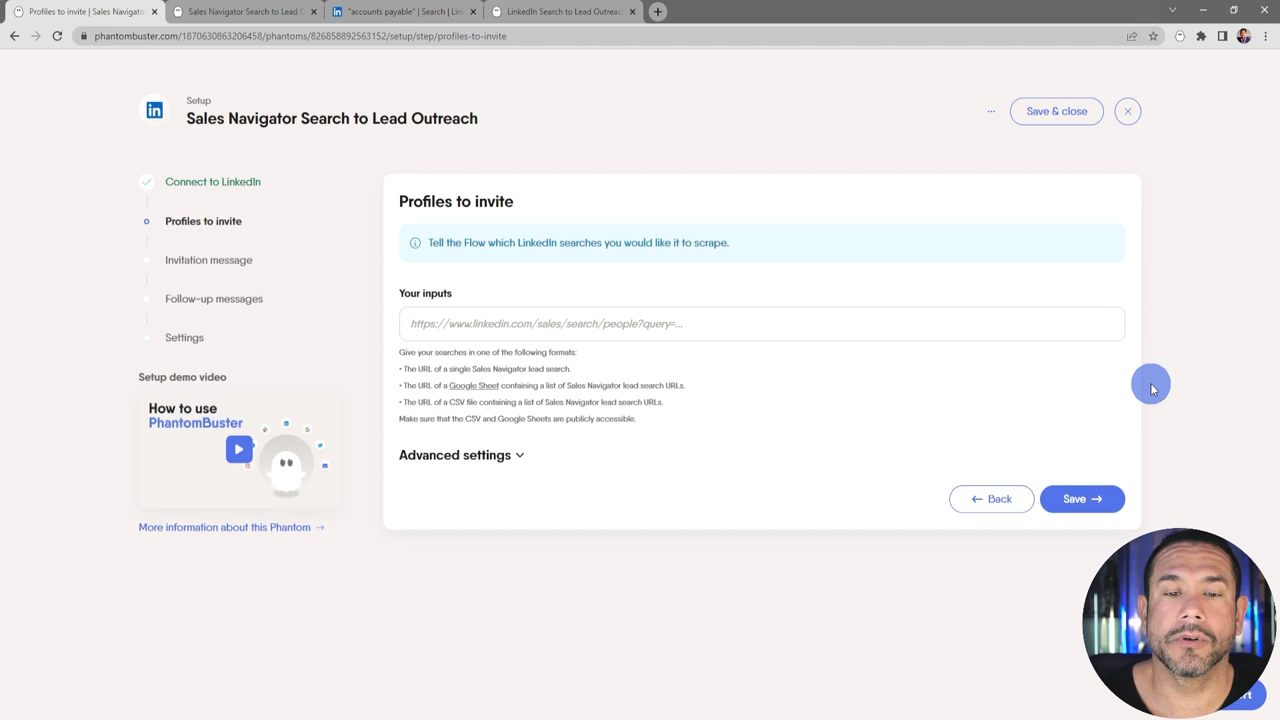 Profiles to invite | Sales Navigat
Sales Navigator Search to Lead O
"accounts payable" | Search | Lin
LinkedIn Search to Lead Outreach
phantombuster.com/1870630863206458/phantoms/826858892563152/setup/step/profiles-to-invite
in
Setup
Sales Navigator Search to Lead Outreach
...
Save & close
Connect to LinkedIn
Profiles to invite
Invitation message
Follow-up messages
Settings
Setup demo video
How to use
PhantomBuster
More information about this Phantom →
Profiles to invite
Tell the Flow which LinkedIn searches you would like it to scrape.
Your inputs
https://www.linkedin.com/sales/search/people?query=...
Give your searches in one of the following formats:
• The URL of a single Sales Navigator lead search.
• The URL of a Google Sheet containing a list of Sales Navigator lead search URLs.
• The URL of a CSV file containing a list of Sales Navigator lead search URLs.
Make sure that the CSV and Google Sheets are publicly accessible.
Advanced settings
← Back
Save →